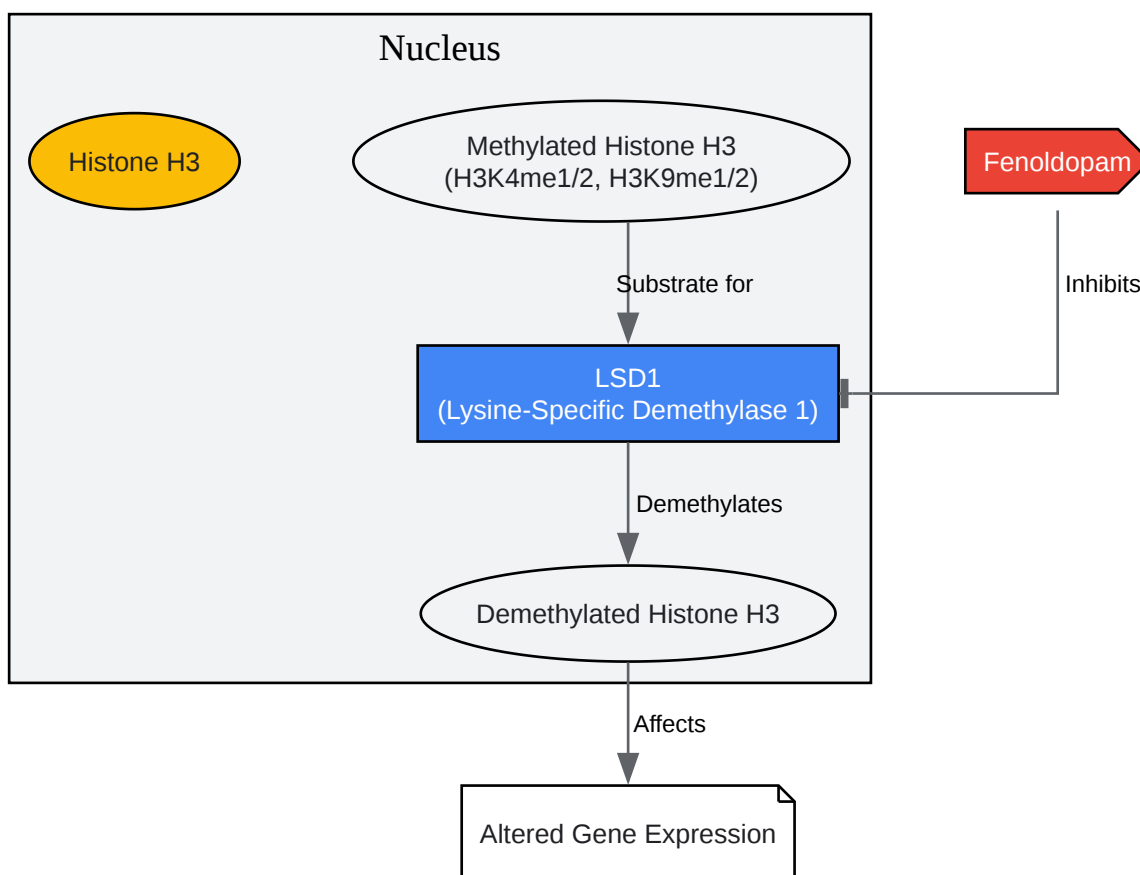 Nucleus
Histone H3
Methylated Histone H3
(H3K4me1/2, H3K9me1/2)
Fenoldopam
Substrate for
Inhibits
LSD1
(Lysine-Specific Demethylase 1)
Demethylates
Demethylated Histone H3
Affects
Altered Gene Expression